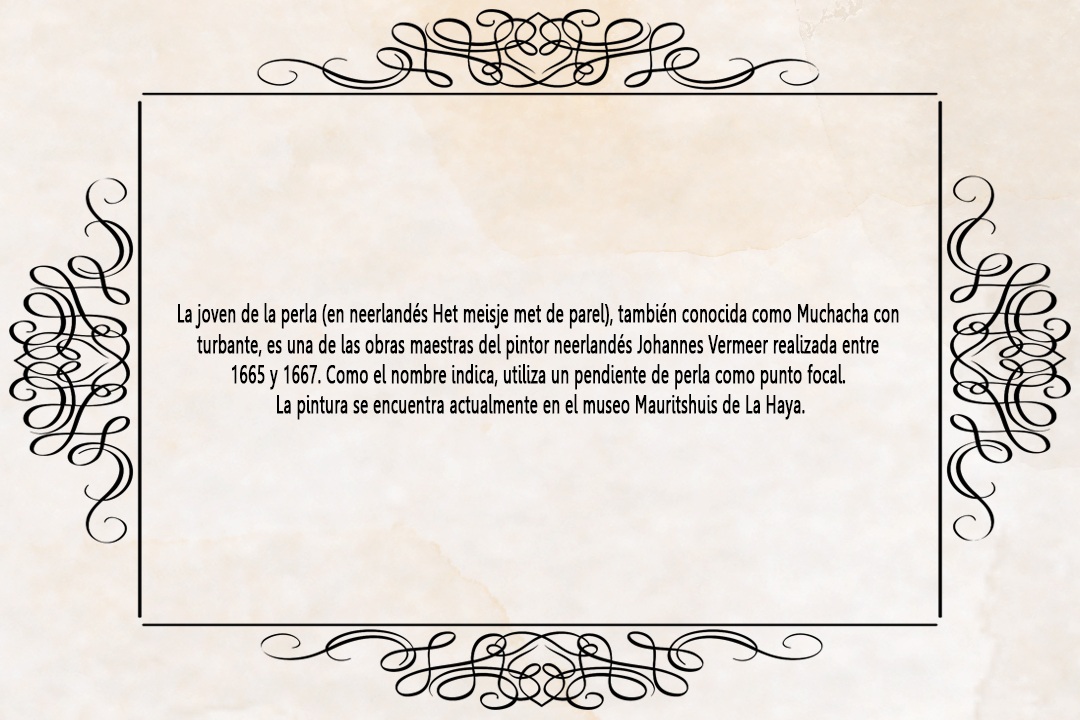 La joven de la perla (en neerlandés Het meisje met de parel), también conocida como Muchacha con
turbante, es una de las obras maestras del pintor neerlandés Johannes Vermeer realizada entre
1665 y 1667. Como el nombre indica, utiliza un pendiente de perla como punto focal.
La pintura se encuentra actualmente en el museo Mauritshuis de La Haya.